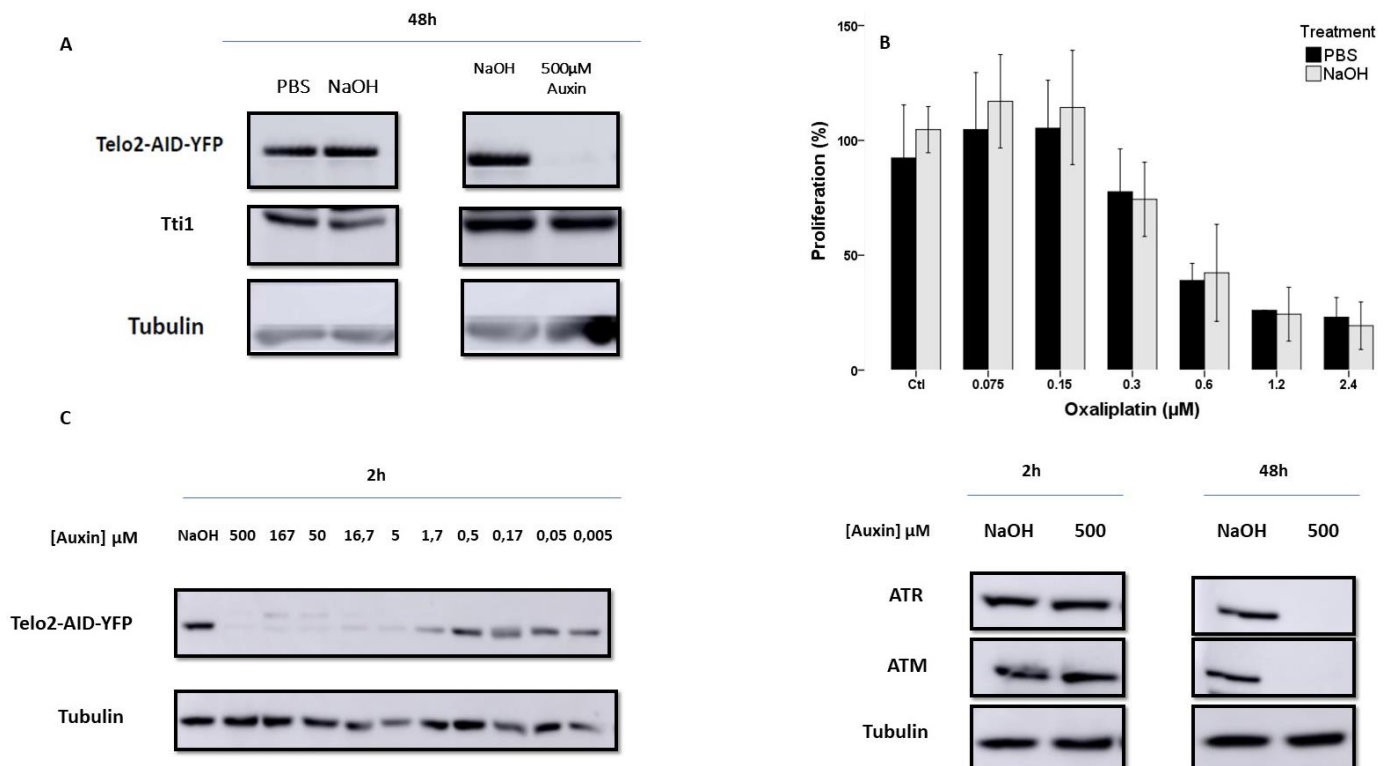 A
48h
PBS NaOH
NaOH 500µM
Auxin
Telo2-AID-YFP
Tti1
Tubulin
B
150
100
50
0
Proliferation (%)
Treatment
PBS
NaOH
Ctl 0.075 0.15 0.3 0.6 1.2 2.4
Oxaliplatin (µM)
C
2h
[Auxin] µM NaOH 500 167 50 16,7 5 1,7 0,5 0,17 0,05 0,005
Telo2-AID-YFP
Tubulin
2h 48h
[Auxin] µM NaOH 500 NaOH 500
ATR
ATM
Tubulin